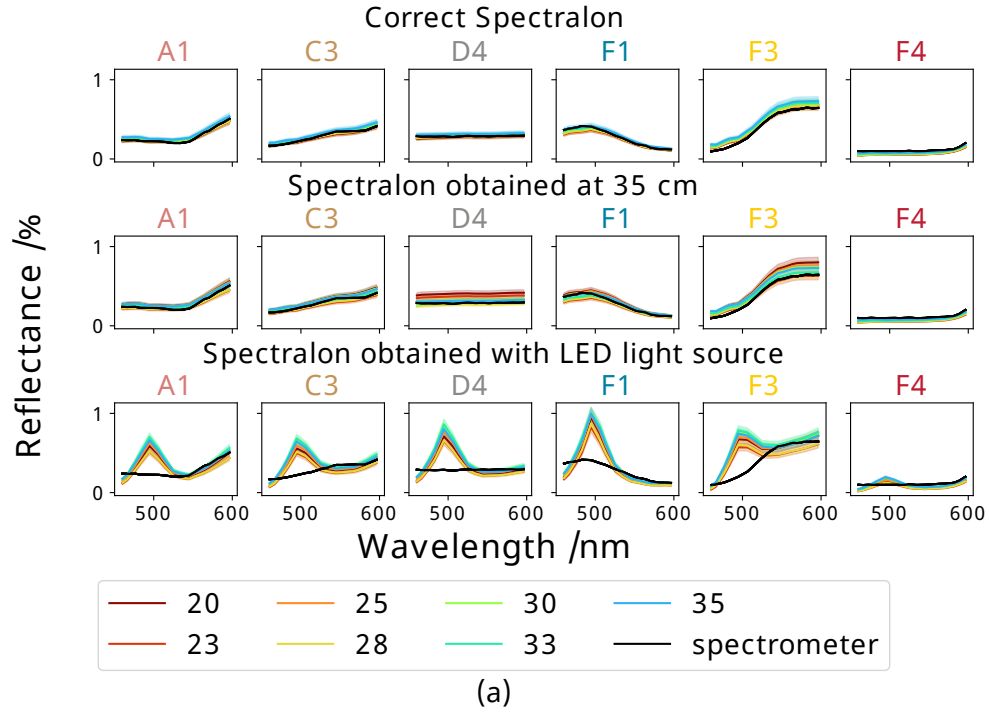 Correct Spectralon
A1 C3 D4 F1 F3 F4
1
0
Spectralon obtained at 35 cm
A1 C3 D4 F1 F3 F4
1
0
Spectralon obtained with LED light source
A1 C3 D4 F1 F3 F4
1
0
500 600 500 600 500 600 500 600 500 600 500 600
Reflectance /%
Wavelength /nm
20 25 30 35
23 28 33 spectrometer
(a)